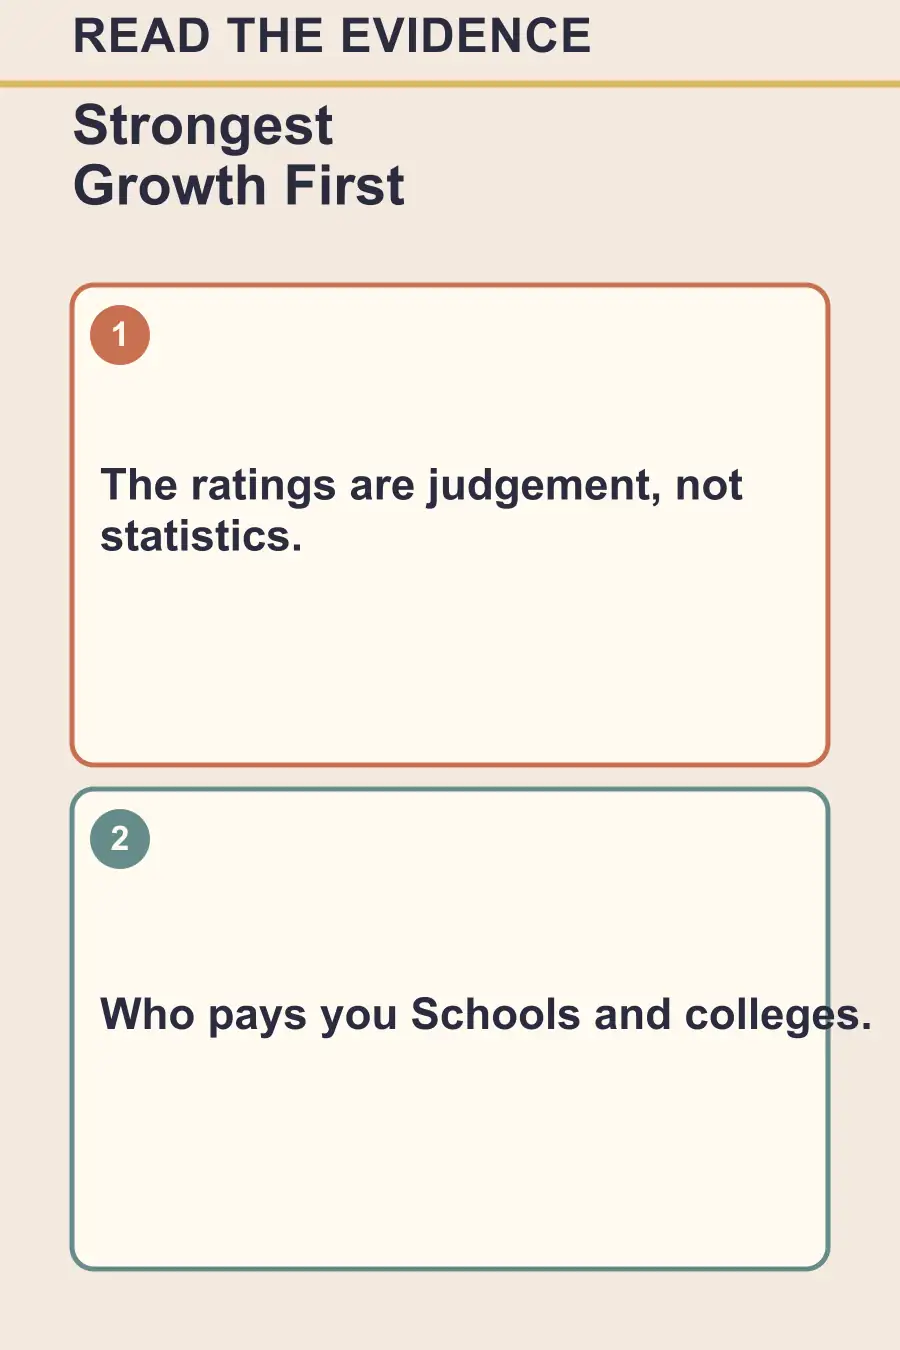 READ THE EVIDENCE
Strongest
Growth First
1
The ratings are judgement, not
statistics.
2
Who pays you Schools and colleges.